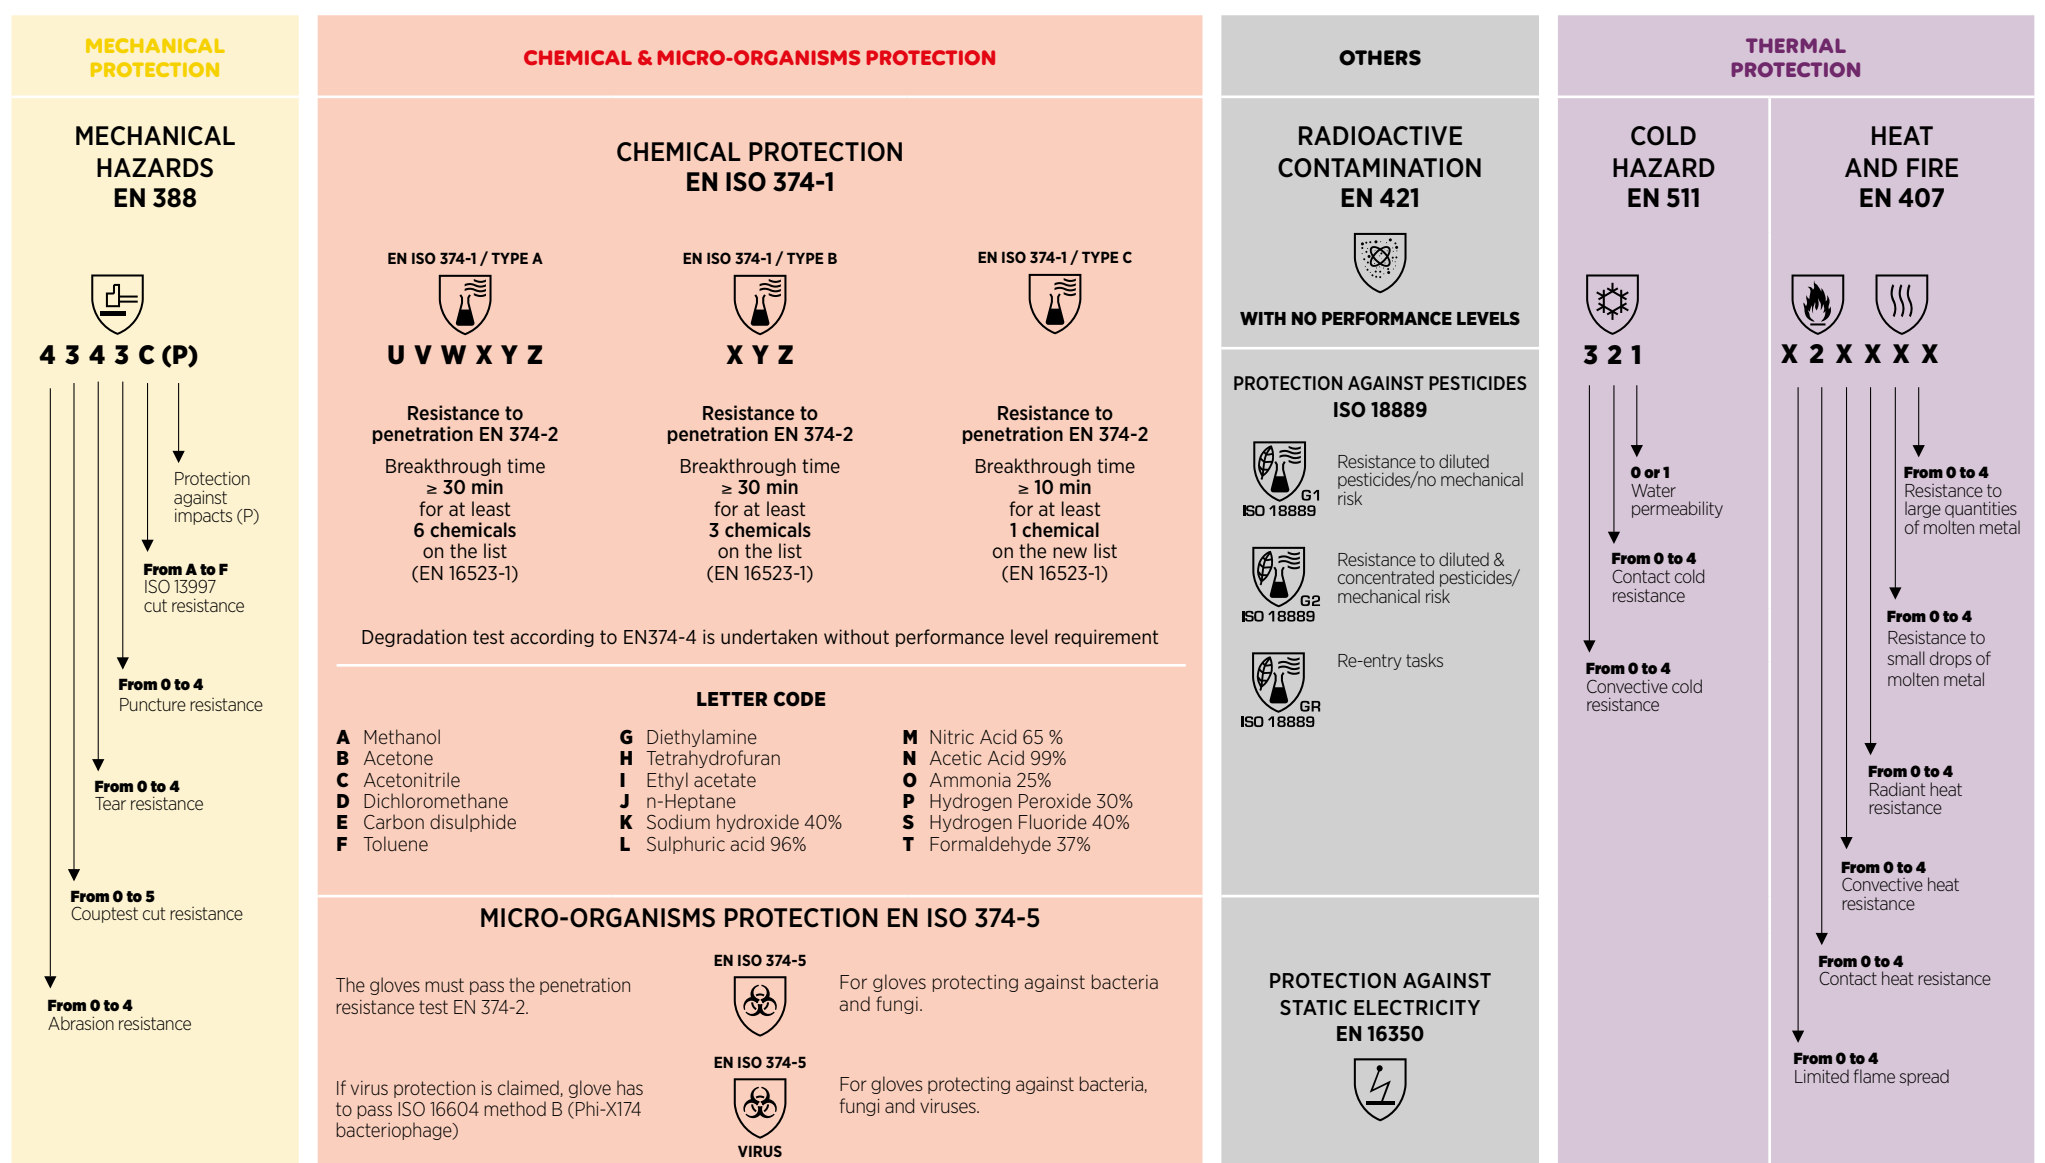 MECHANICAL
PROTECTION
MECHANICAL
HAZARDS
EN 388
4 3 4 3 C (P)
Protection
against
impacts (P)
From A to F
ISO 13997
cut resistance
From 0 to 4
Puncture resistance
From 0 to 4
Tear resistance
From 0 to 5
Couptest cut resistance
From 0 to 4
Abrasion resistance
CHEMICAL & MICRO-ORGANISMS PROTECTION
CHEMICAL PROTECTION
EN ISO 374-1
EN ISO 374-1 / TYPE A
U V W X Y Z
Resistance to
penetration EN 374-2
Breakthrough time
≥ 30 min
for at least
6 chemicals
on the list
(EN 16523-1)
EN ISO 374-1 / TYPE B
X Y Z
Resistance to
penetration EN 374-2
Breakthrough time
≥ 30 min
for at least
3 chemicals
on the list
(EN 16523-1)
EN ISO 374-1 / TYPE C
Resistance to
penetration EN 374-2
Breakthrough time
≥ 10 min
for at least
1 chemical
on the new list
(EN 16523-1)
Degradation test according to EN374-4 is undertaken without performance level requirement
LETTER CODE
A Methanol
B Acetone
C Acetonitrile
D Dichloromethane
E Carbon disulphide
F Toluene
G Diethylamine
H Tetrahydrofuran
I Ethyl acetate
J n-Heptane
K Sodium hydroxide 40%
L Sulphuric acid 96%
M Nitric Acid 65 %
N Acetic Acid 99%
O Ammonia 25%
P Hydrogen Peroxide 30%
S Hydrogen Fluoride 40%
T Formaldehyde 37%
MICRO-ORGANISMS PROTECTION EN ISO 374-5
The gloves must pass the penetration
resistance test EN 374-2.
EN ISO 374-5
For gloves protecting against bacteria
and fungi.
If virus protection is claimed, glove has
to pass ISO 16604 method B (Phi-X174
bacteriophage)
EN ISO 374-5
VIRUS
For gloves protecting against bacteria,
fungi and viruses.
OTHERS
RADIOACTIVE
CONTAMINATION
EN 421
WITH NO PERFORMANCE LEVELS
PROTECTION AGAINST PESTICIDES
ISO 18889
G1
ISO 18889
Resistance to diluted
pesticides/no mechanical
risk
G2
ISO 18889
Resistance to diluted &
concentrated pesticides/
mechanical risk
GR
ISO 18889
Re-entry tasks
PROTECTION AGAINST
STATIC ELECTRICITY
EN 16350
THERMAL
PROTECTION
COLD
HAZARD
EN 511
3 2 1
0 or 1
Water
permeability
From 0 to 4
Contact cold
resistance
From 0 to 4
Convective cold
resistance
HEAT
AND FIRE
EN 407
X 2 X X X X
From 0 to 4
Resistance to
large quantities
of molten metal
From 0 to 4
Resistance to
small drops of
molten metal
From 0 to 4
Radiant heat
resistance
From 0 to 4
Convective heat
resistance
From 0 to 4
Contact heat resistance
From 0 to 4
Limited flame spread